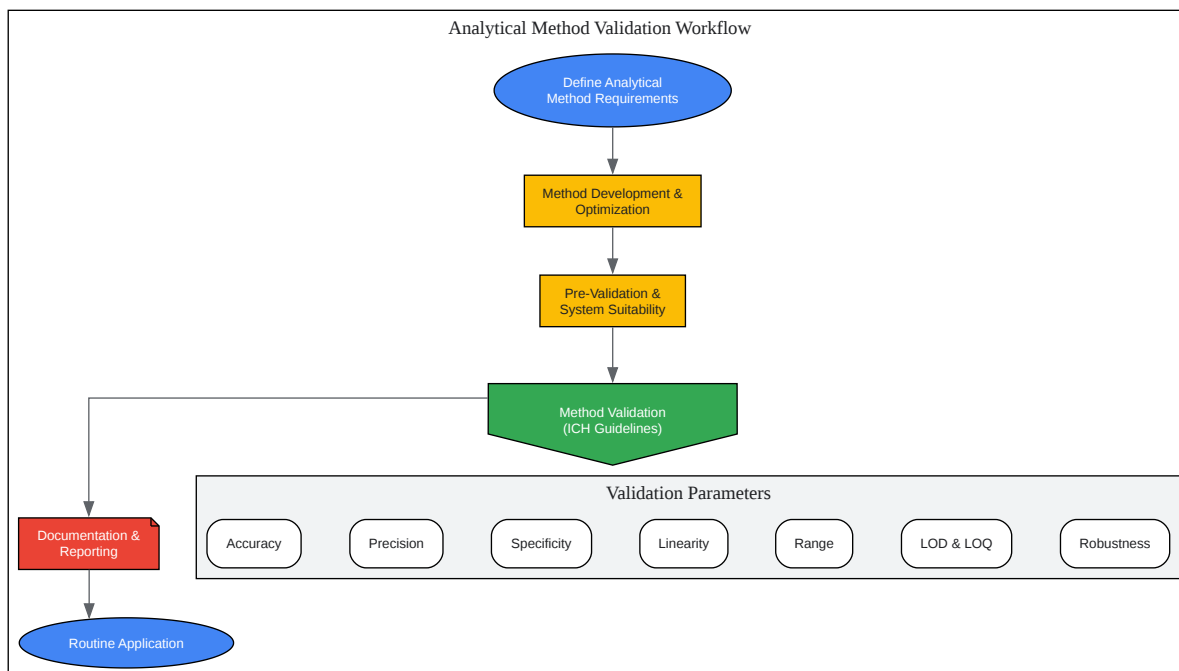 Analytical Method Validation Workflow
Define Analytical
Method Requirements
Method Development &
Optimization
Pre-Validation &
System Suitability
Method Validation
(ICH Guidelines)
Validation Parameters
Accuracy
Precision
Specificity
Linearity
Range
LOD & LOQ
Robustness
Documentation &
Reporting
Routine Application